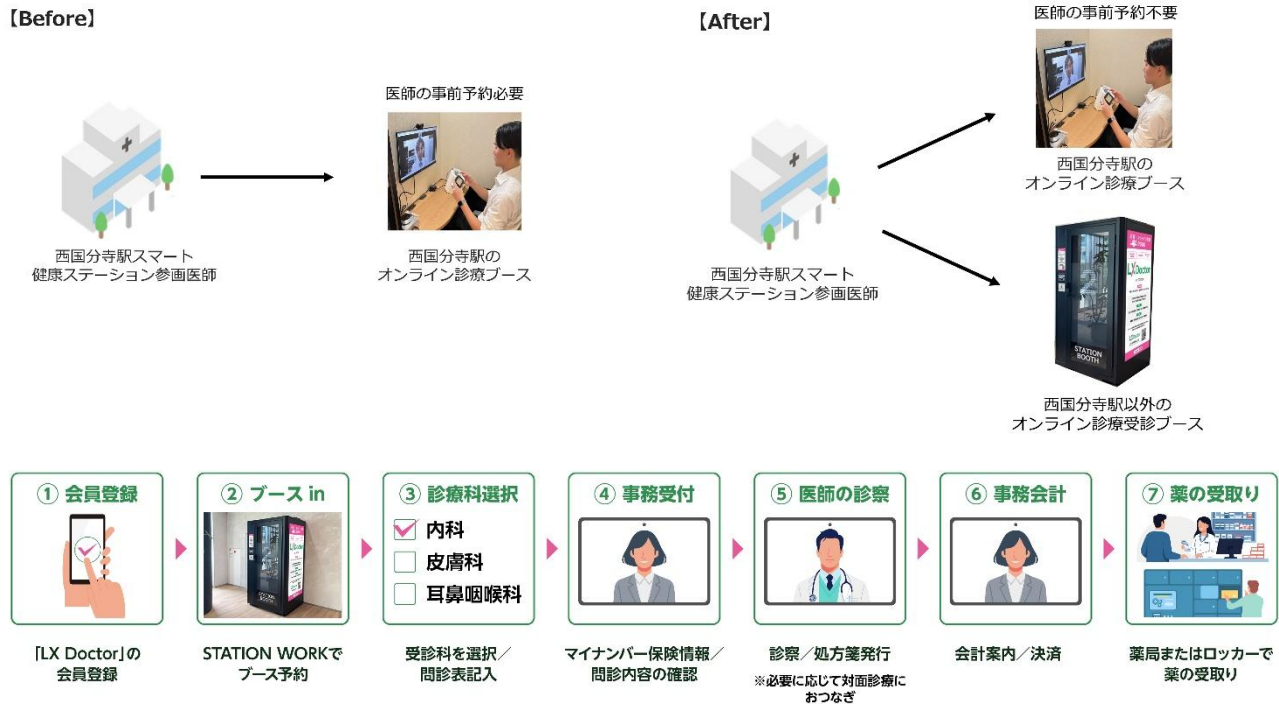 【Before】
医師の事前予約必要
西国分寺駅スマート
健康ステーション参画医師
西国分寺駅の
オンライン診療ブース
【After】
医師の事前予約不要
西国分寺駅の
オンライン診療ブース
西国分寺駅スマート
健康ステーション参画医師
LX Doctor
STATION
BOOTH
西国分寺駅以外の
オンライン診療受診ブース
① 会員登録
「LX Doctor」の
会員登録
② ブース in
STATION WORKで
ブース予約
③ 診療科選択
内科
皮膚科
耳鼻咽喉科
受診科を選択／
問診表記入
④ 事務受付
マイナンバー保険情報／
問診内容の確認
⑤ 医師の診察
診察／処方箋発行
※必要に応じて対面診療に
おつなぎ
⑥ 事務会計
会計案内／決済
⑦ 薬の受取り
薬局またはロッカーで
薬の受取り